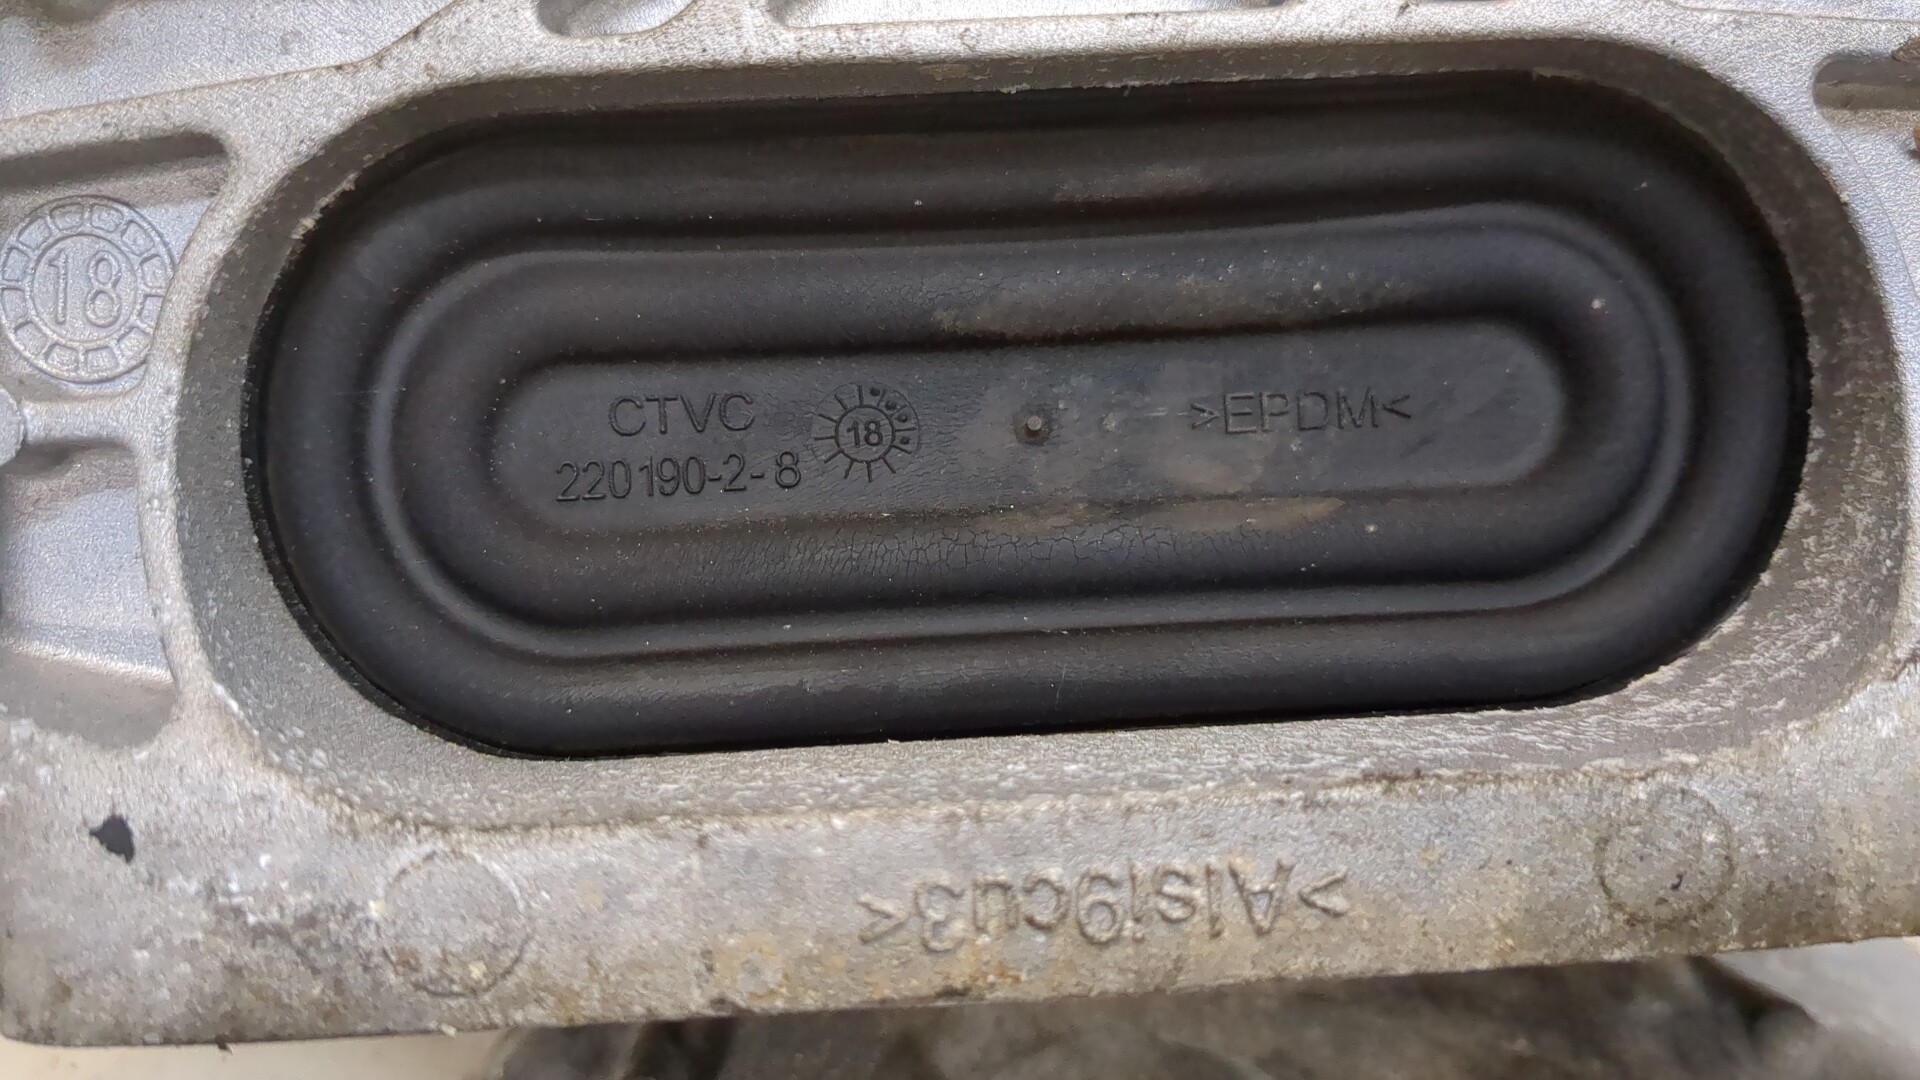 18
CTVC
220190-2-8
18
>EPDM<
>Alsi9cu3<